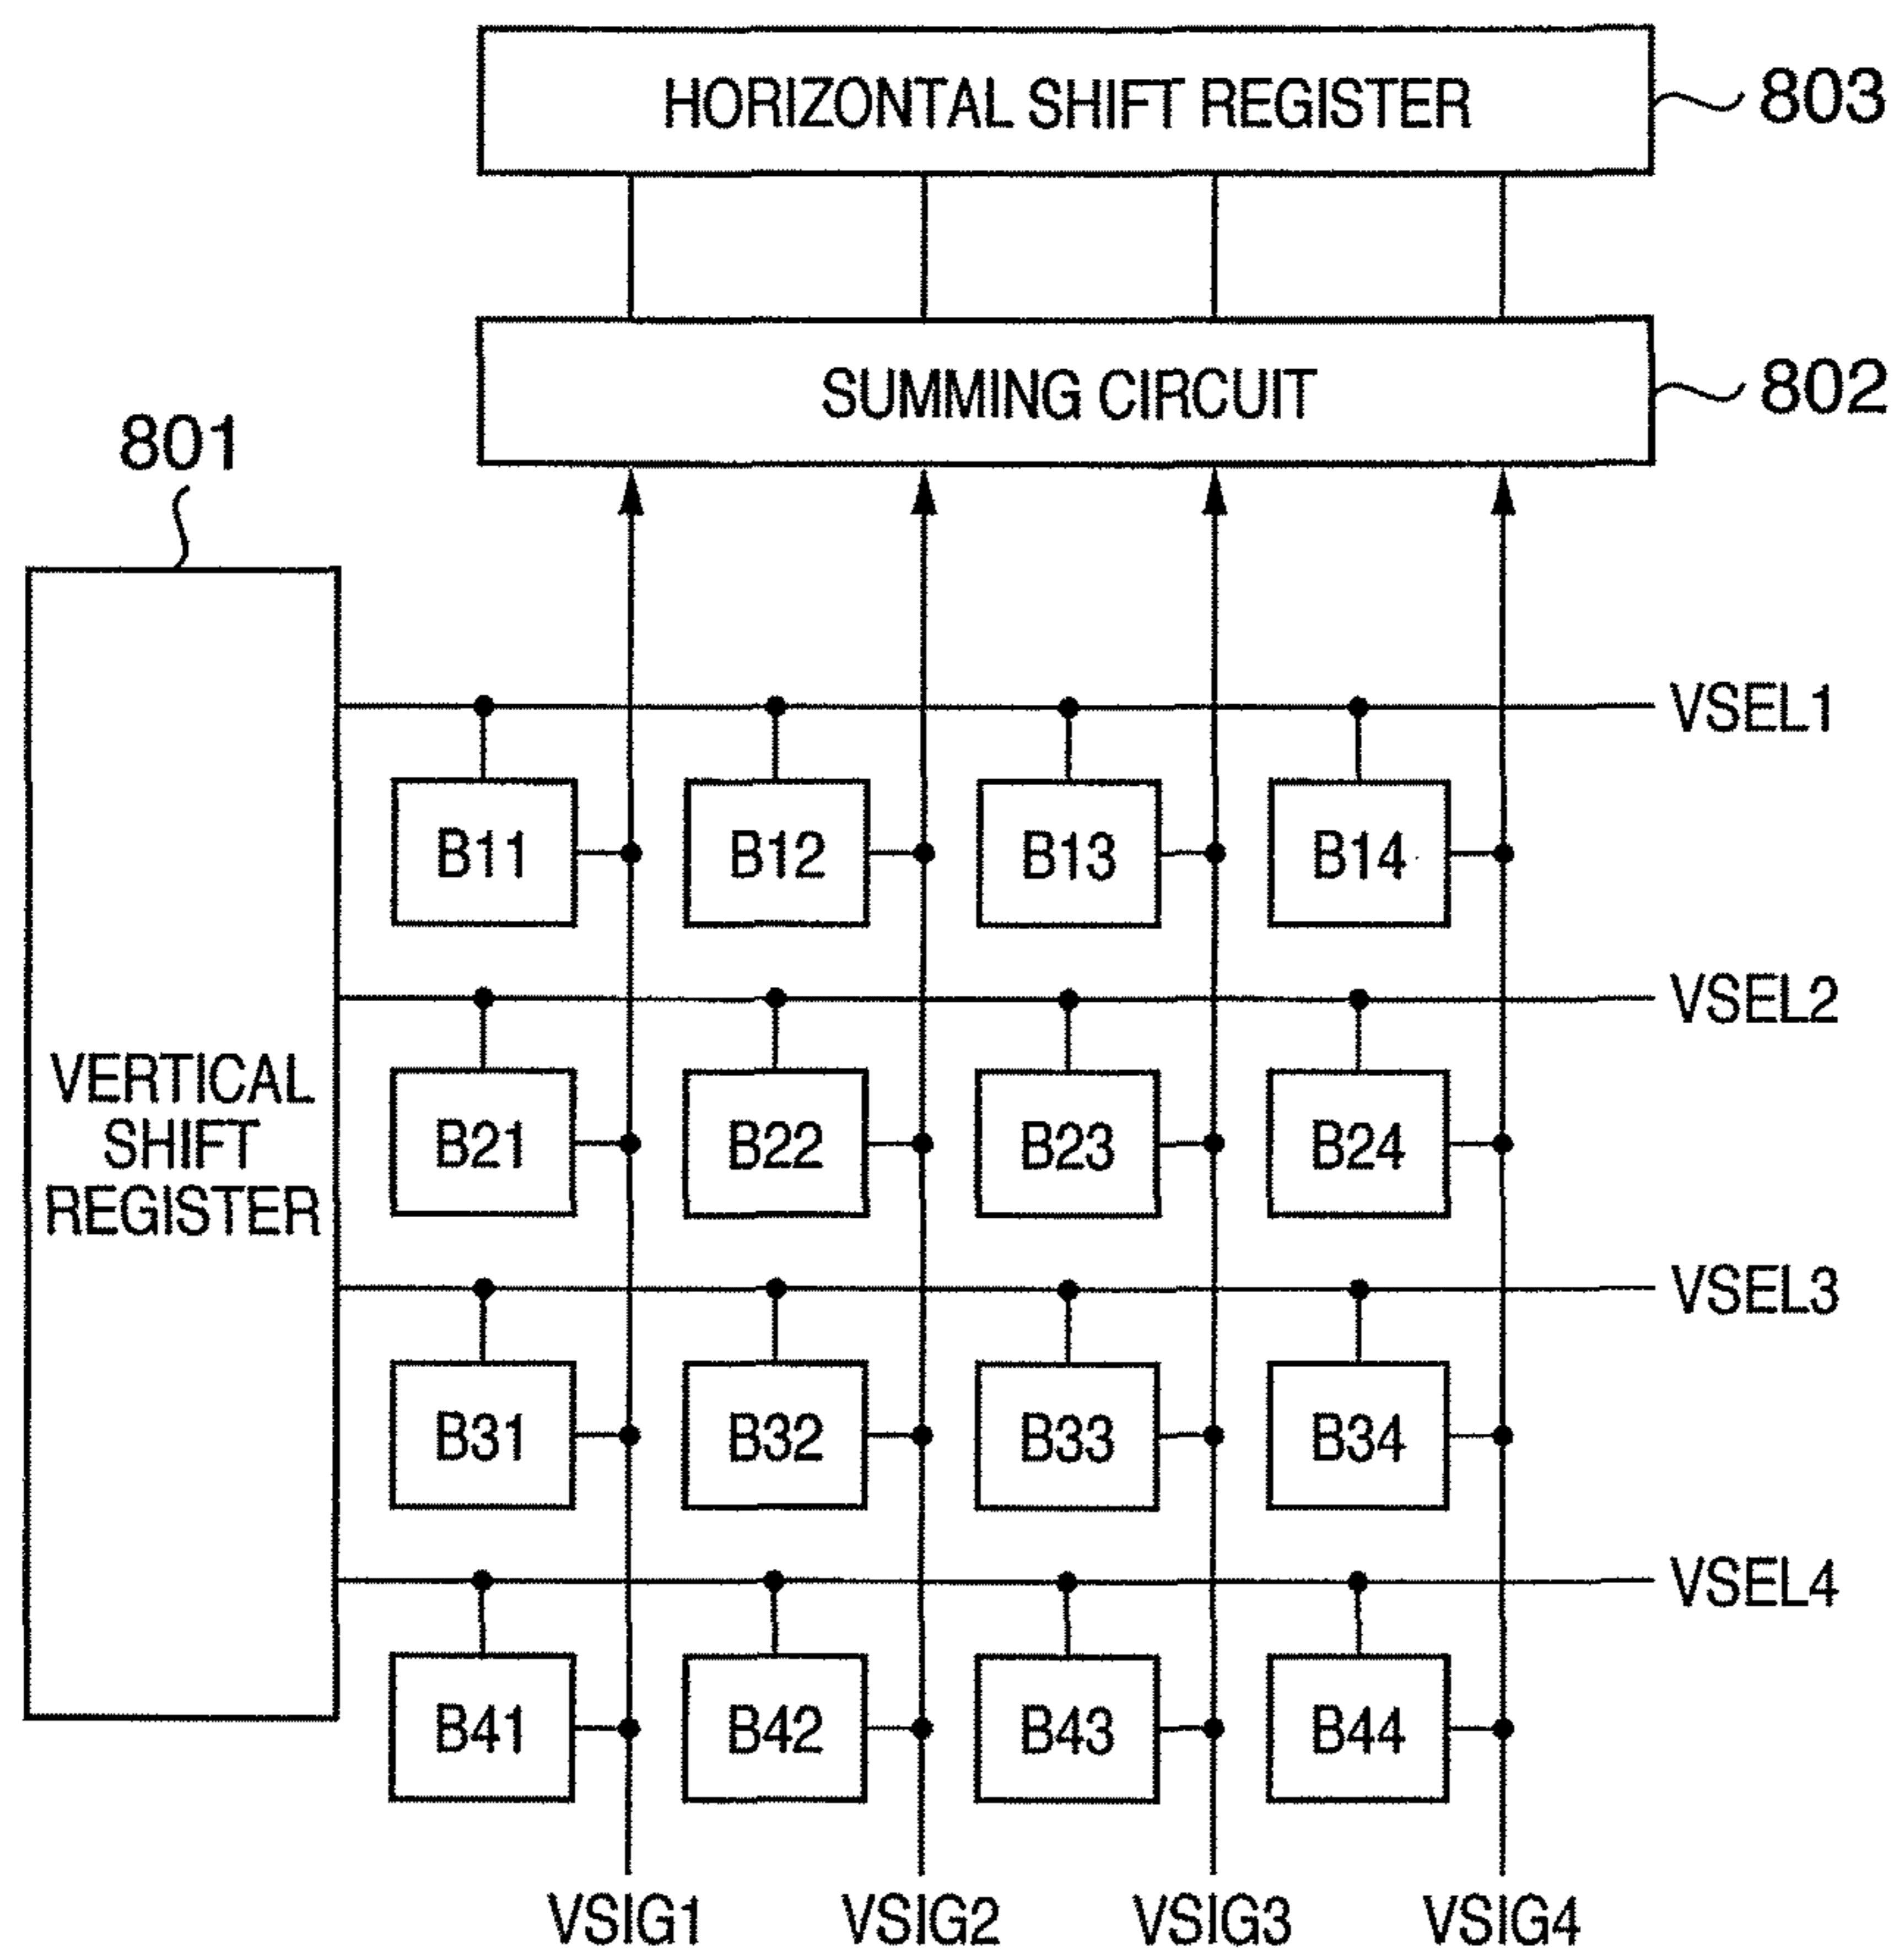 HORIZONTAL SHIFT REGISTER
803
SUMMING CIRCUIT
802
801
VERTICAL
SHIFT
REGISTER
VSEL1
B11
B12
B13
B14
VSEL2
B21
B22
B23
B24
VSEL3
B31
B32
B33
B34
VSEL4
B41
B42
B43
B44
VSIG1
VSIG2
VSIG3
VSIG4